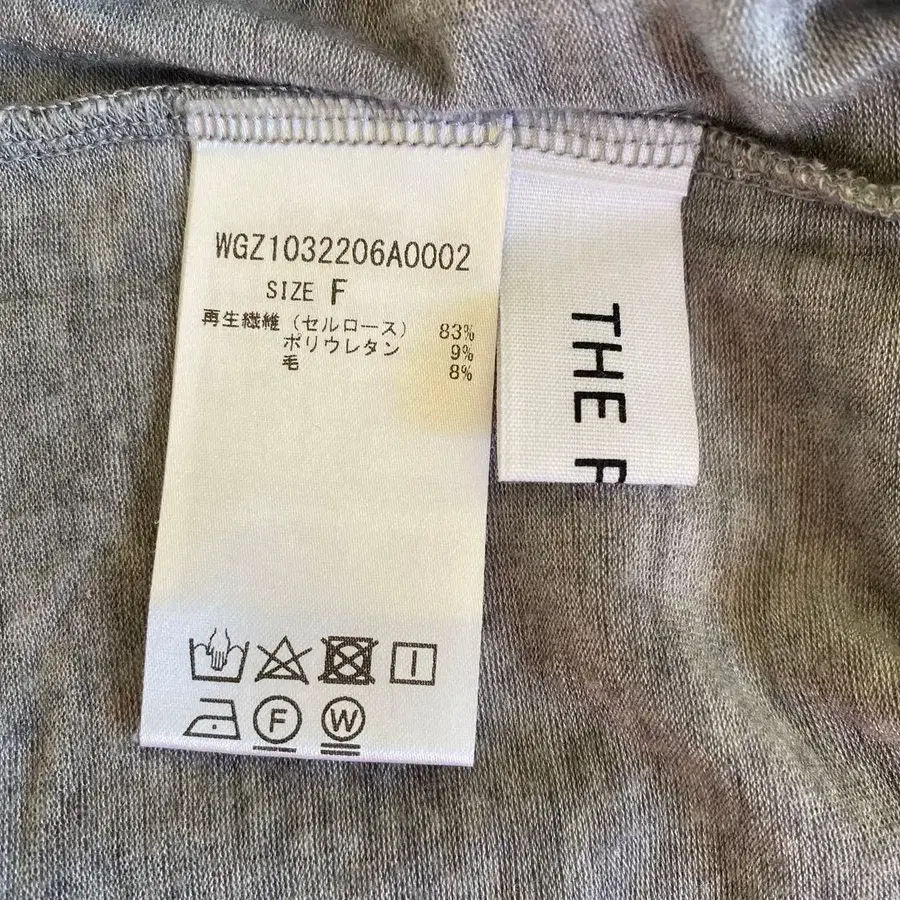 WGZ1032206A0002
SIZE F
再生繊維(セルロース) 83%
ポリウレタン 9%
毛 8%
F W
THE